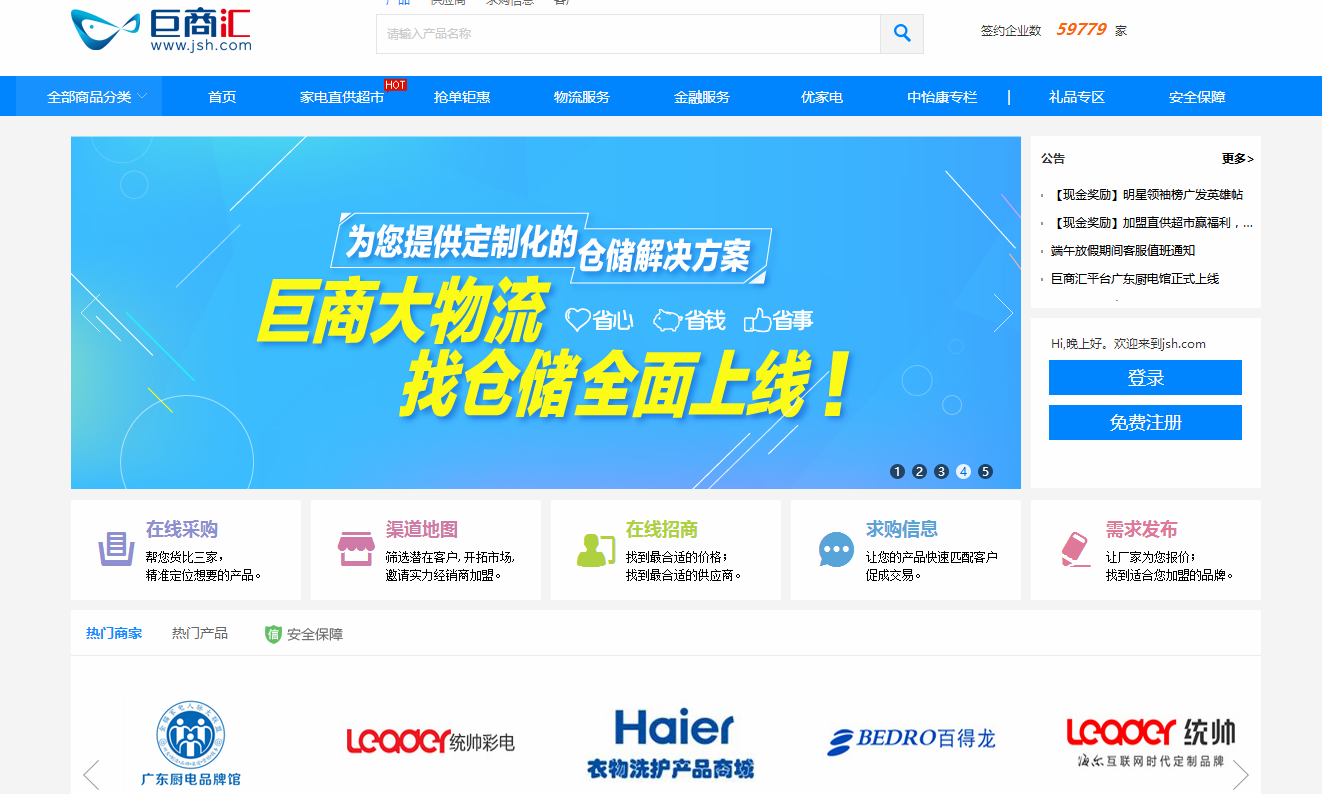 产品 供应商 求购信息 客户
巨商汇
www.jsh.com
请输入产品名称
签约企业数 59779 家
全部商品分类 首页 家电直供超市 HOT 抢单钜惠 物流服务 金融服务 优家电 中怡康专栏 | 礼品专区 安全保障
为您提供定制化的
仓储解决方案
巨商大物流
省心 省钱 省事
找仓储全面上线！
1 2 3 4 5
公告 更多>
【现金奖励】明星领袖榜广发英雄帖
【现金奖励】加盟直供超市赢福利，...
端午放假期间客服值班通知
巨商汇平台广东厨电馆正式上线
Hi,晚上好。欢迎来到jsh.com
登录
免费注册
在线采购
帮您货比三家，
精准定位想要的产品。
渠道地图
筛选潜在客户, 开拓市场,
邀请实力经销商加盟。
在线招商
找到最合适的价格；
找到最合适的供应商。
求购信息
让您的产品快速匹配客户
促成交易。
需求发布
让厂家为您报价；
找到适合您加盟的品牌。
热门商家 热门产品 信 安全保障
广东厨电品牌馆
Leader统帅彩电
Haier
衣物洗护产品商城
BEDRO百得龙
Leader 统帅
海尔互联网时代定制品牌